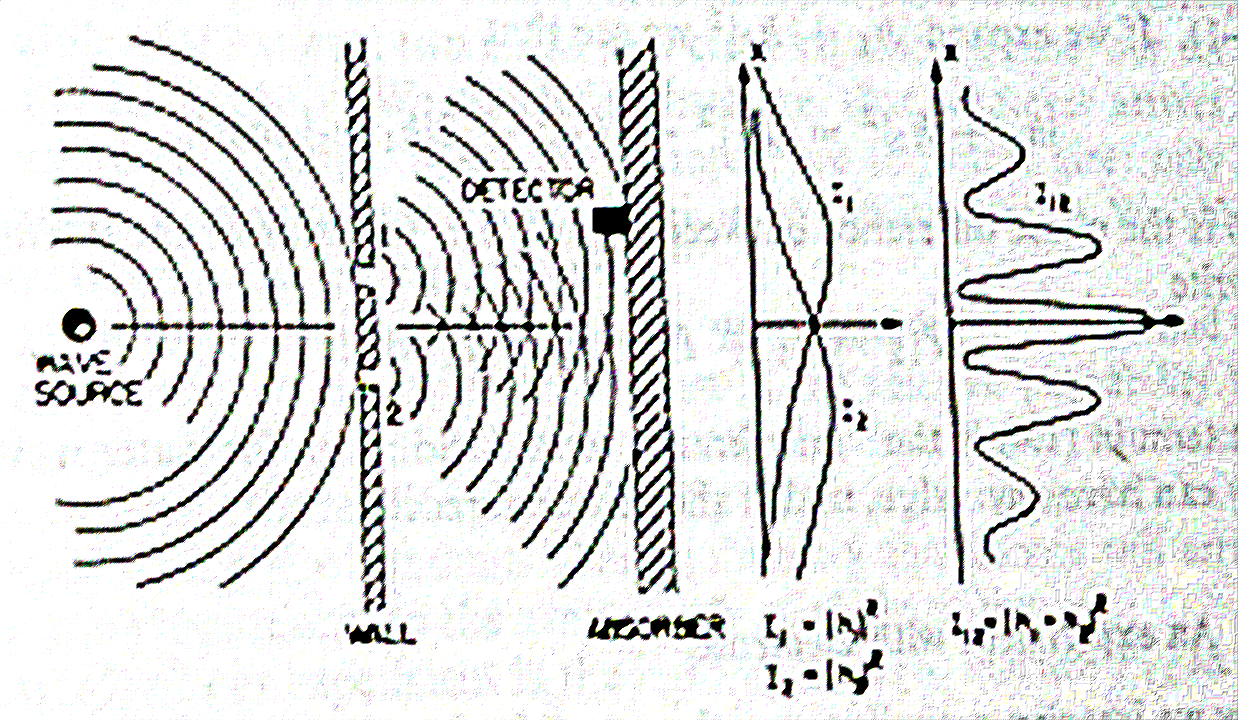 DETECTOR
1
2
WAVE
SOURCE
WALL
ABSORBER
X
I₁
I₂
X
I₁₂
I₁ = |h₁|²
I₂ = |h₂|²
I₁₂ = |h₁ + h₂|²